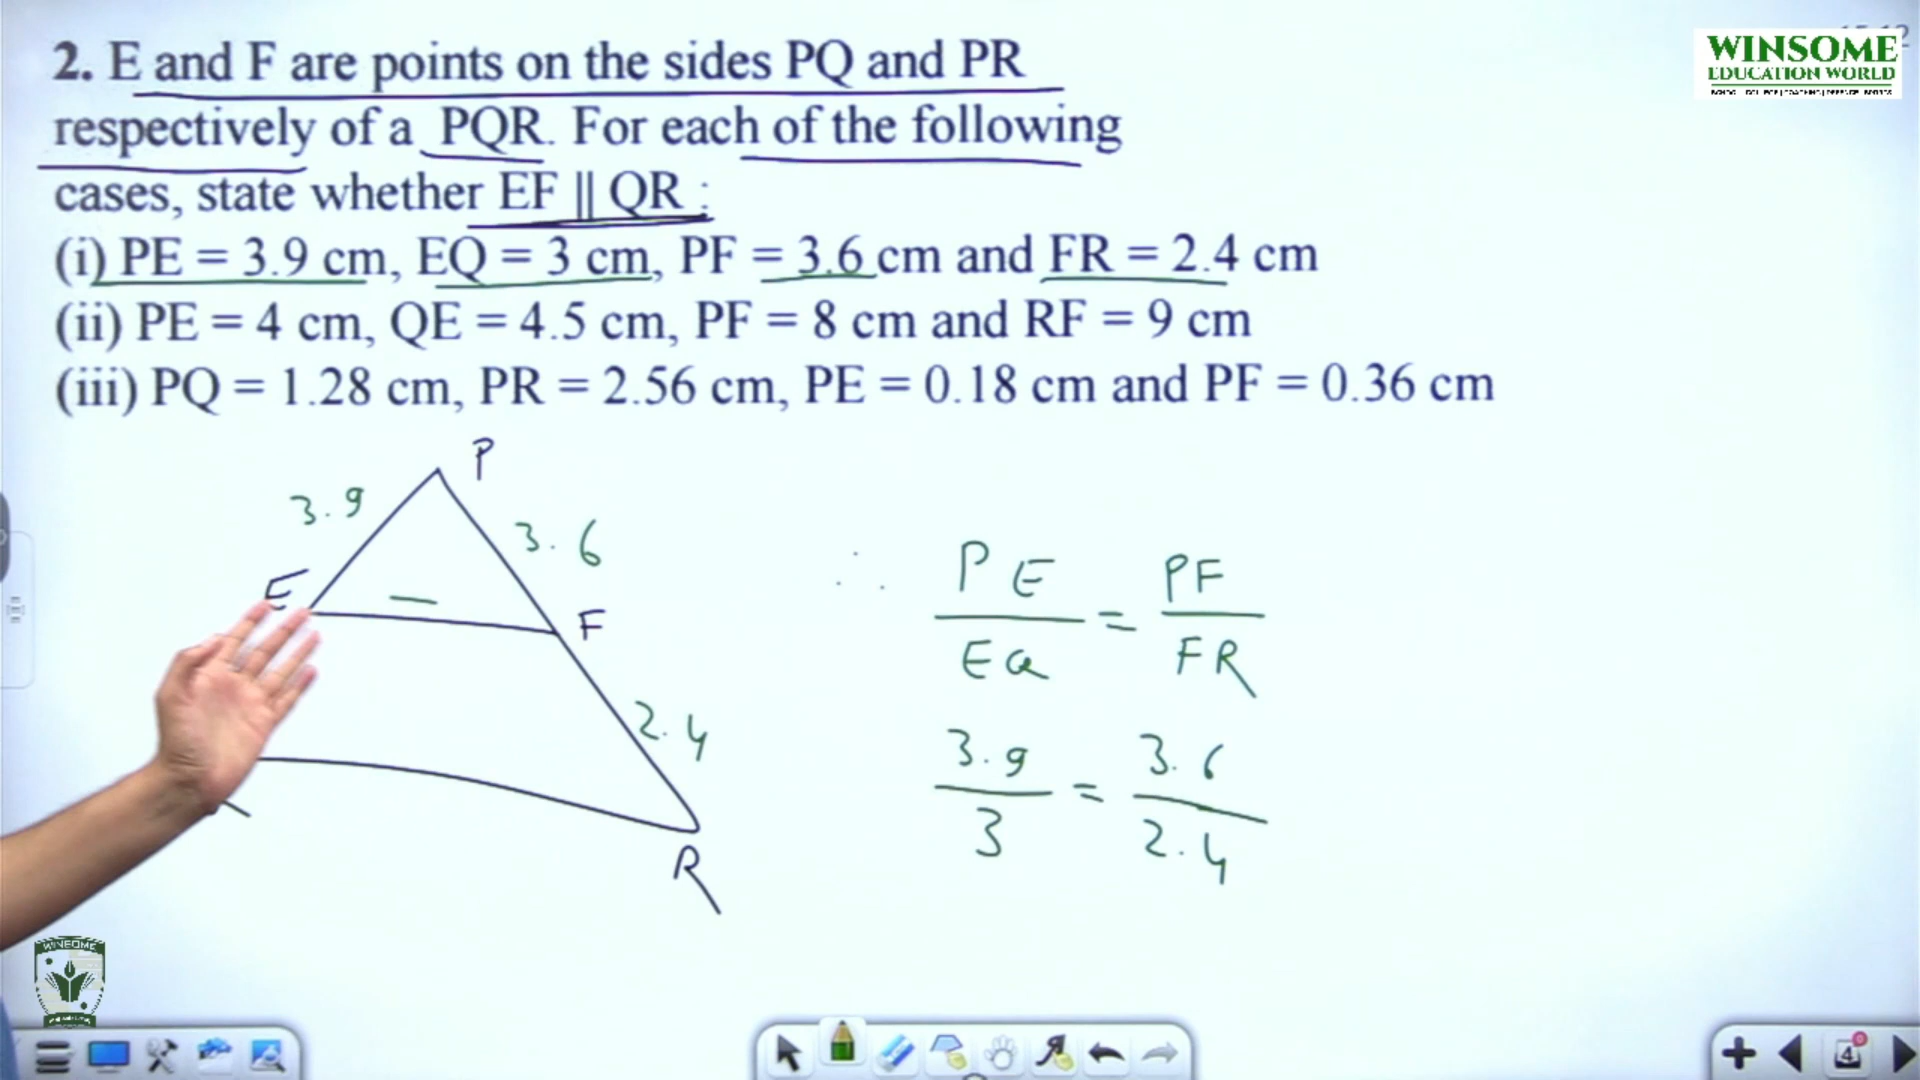 WINSOME
EDUCATION WORLD
2. E and F are points on the sides PQ and PR
respectively of a PQR. For each of the following
cases, state whether EF || QR :
(i) PE = 3.9 cm, EQ = 3 cm, PF = 3.6 cm and FR = 2.4 cm
(ii) PE = 4 cm, QE = 4.5 cm, PF = 8 cm and RF = 9 cm
(iii) PQ = 1.28 cm, PR = 2.56 cm, PE = 0.18 cm and PF = 0.36 cm
P
3.9
3.6
E
F
2.4
R
∴ PE/EQ = PF/FR
3.9/3 = 3.6/2.4
WINSOME
4